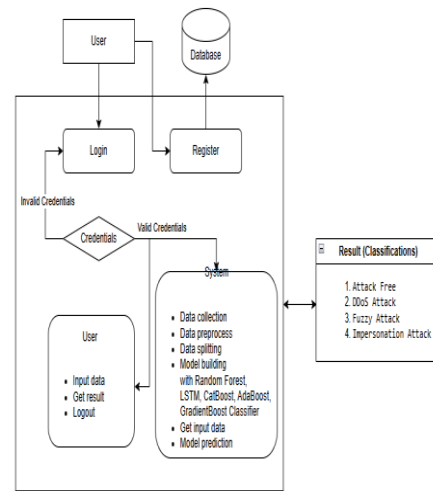 User
Database
Login
Register
Invalid Credentials
Valid Credentials
Credentials
System
• Data collection
• Data preprocess
• Data splitting
• Model building
with Random Forest,
LSTM, CatBoost, AdaBoost,
GradientBoost Classifier
• Get input data
• Model prediction
User
• Input data
• Get result
• Logout
Result (Classifications)
1. Attack Free
2. DDoS Attack
3. Fuzzy Attack
4. Impersonation Attack